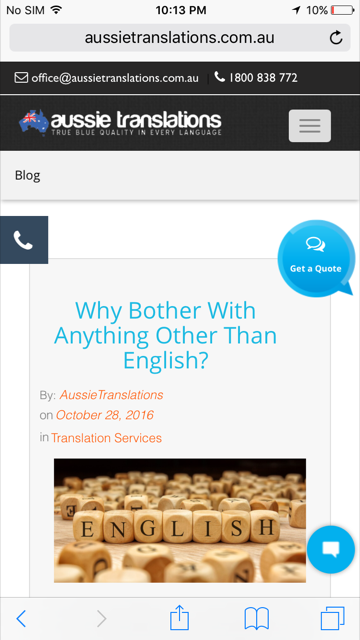 No SIM 10:13 PM 10%
aussietranslations.com.au
office@aussietranslations.com.au 1800 838 772
aussie translations
TRUE BLUE QUALITY IN EVERY LANGUAGE
Blog
Get a Quote
Why Bother With
Anything Other Than
English?
By: AussieTranslations
on October 28, 2016
in Translation Services
ENGLISH